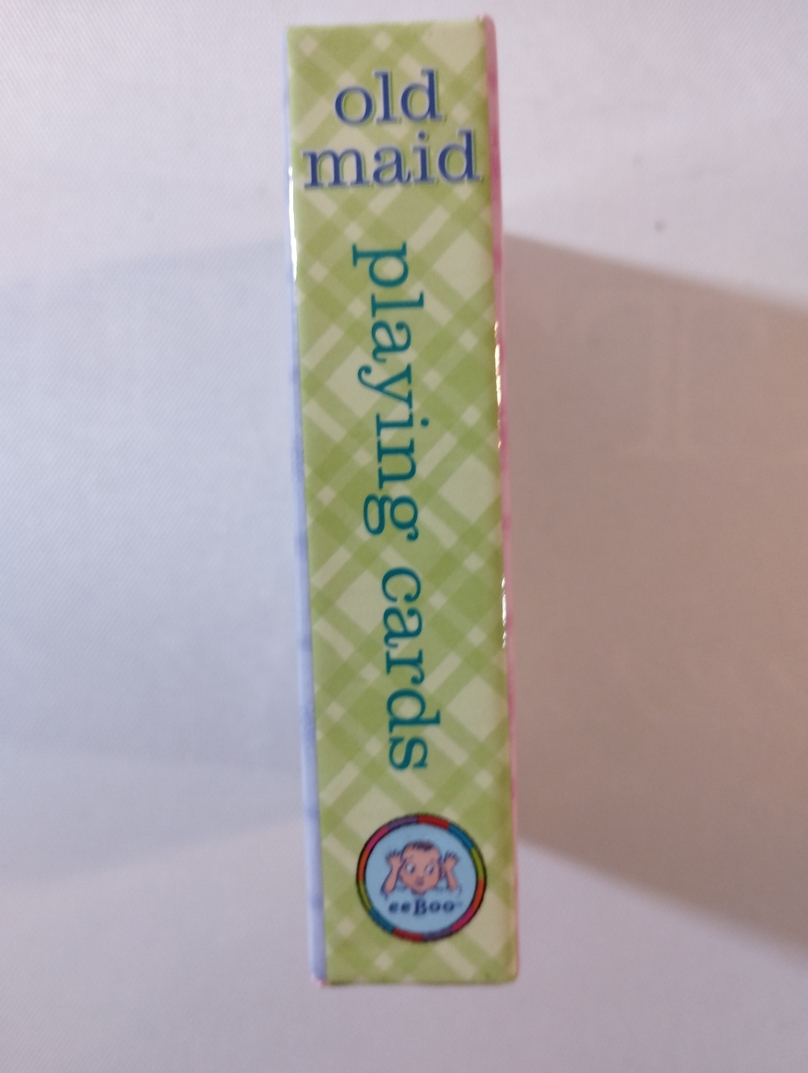 old
maid
playing cards
eeBoo